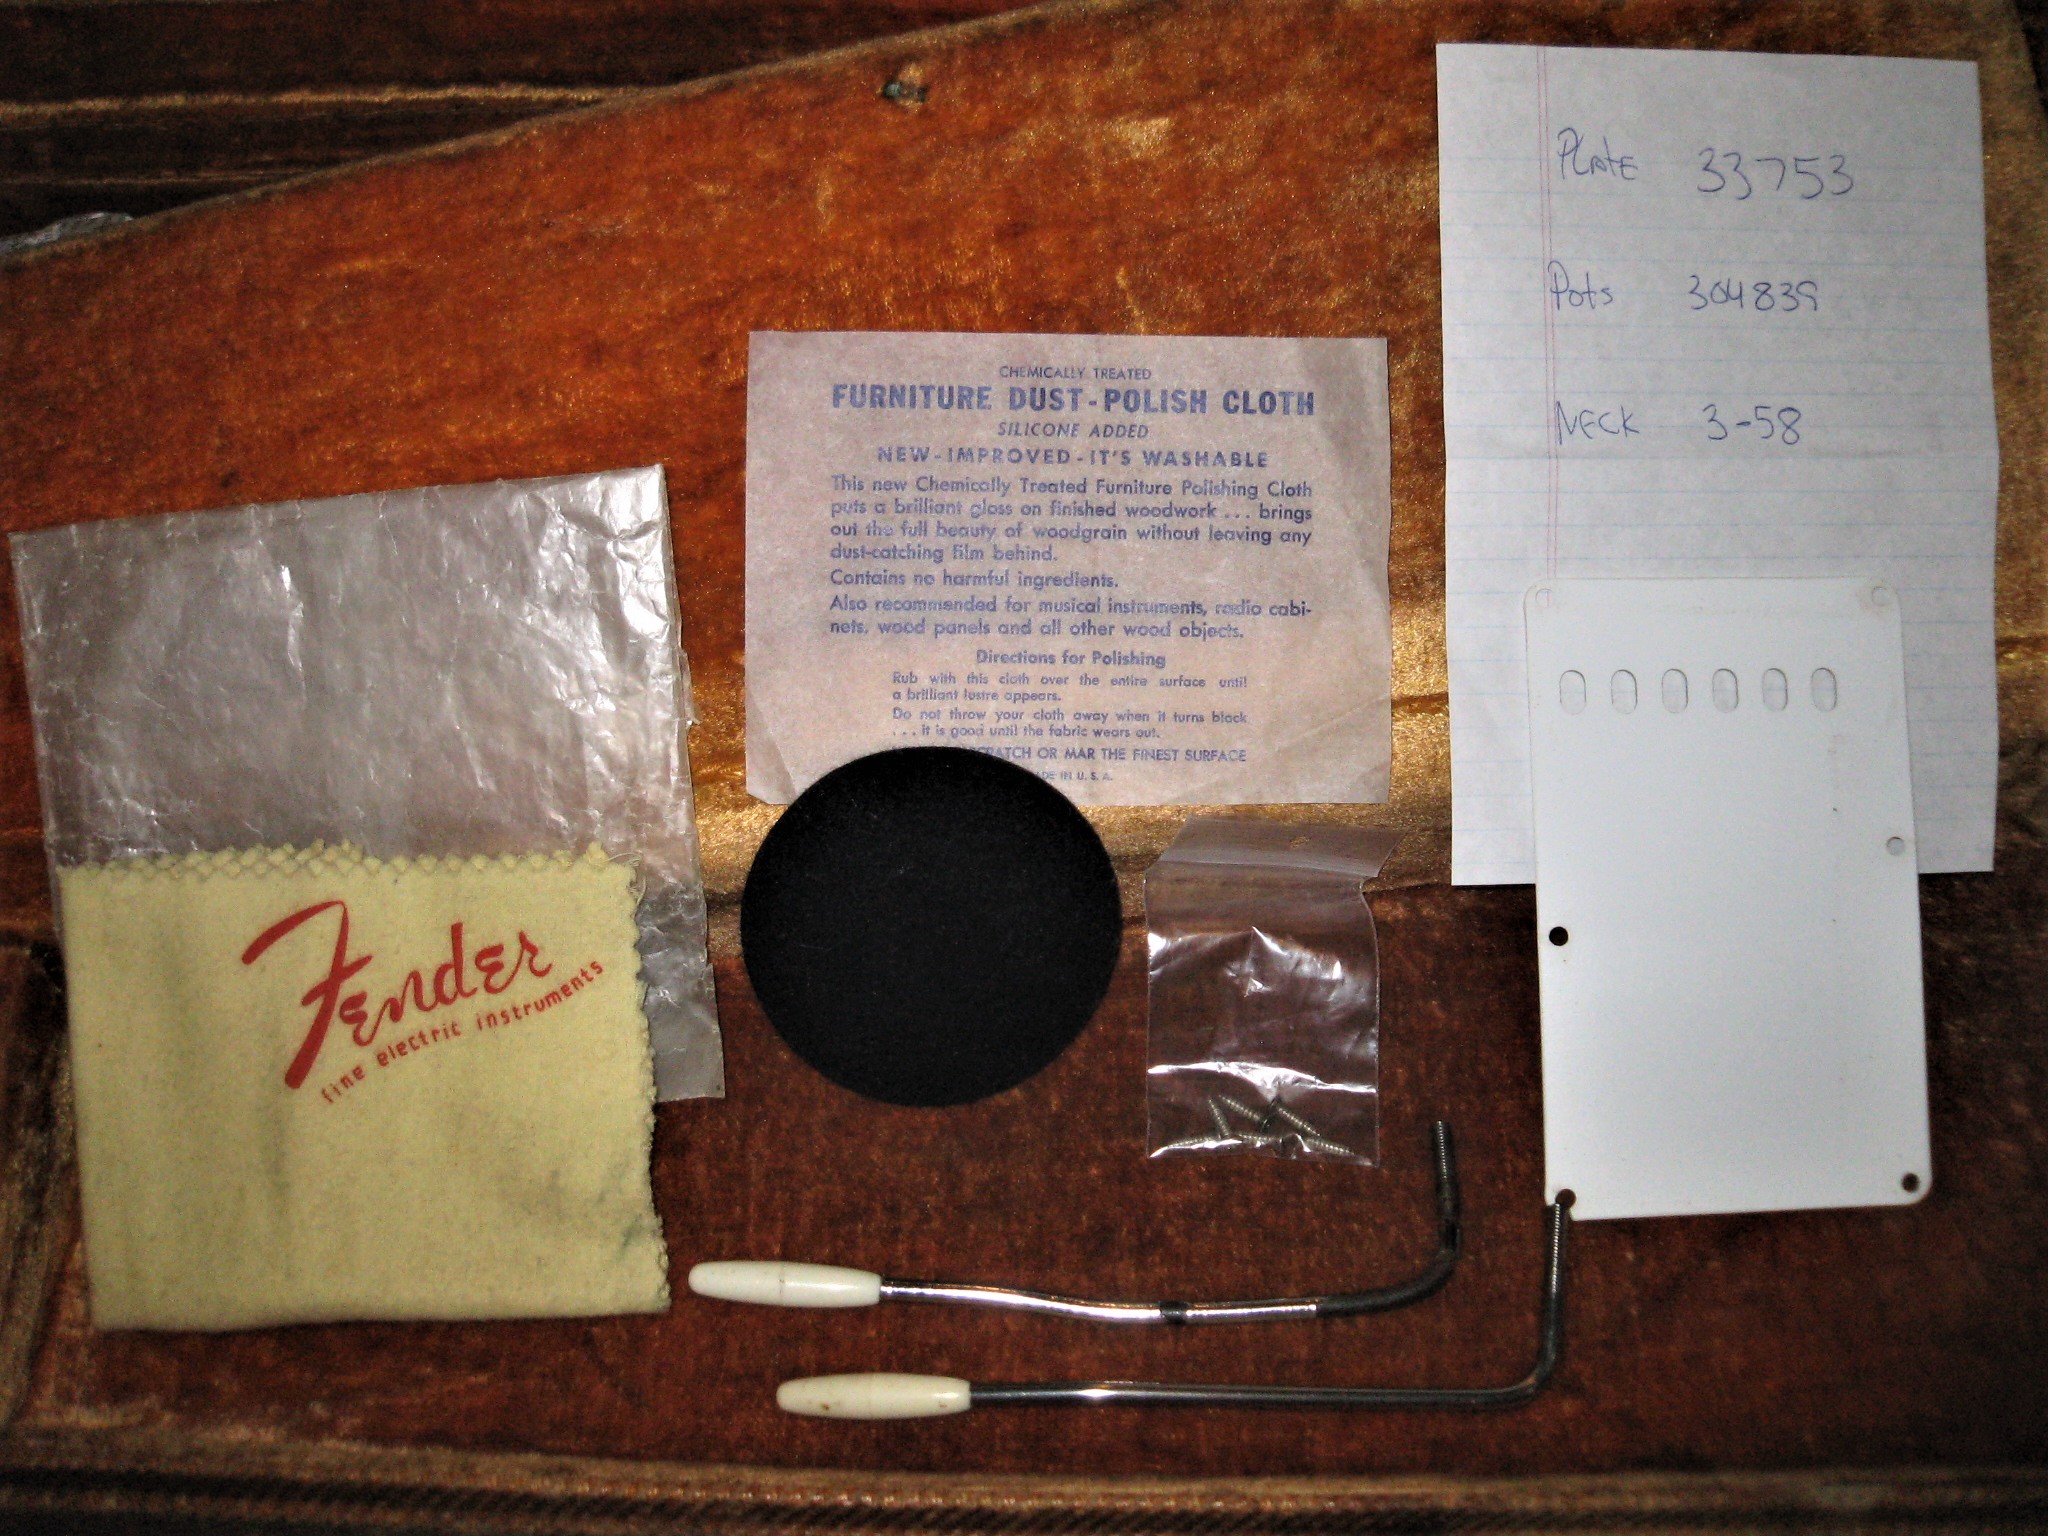 Plate 33753
Pots 304839
Neck 3-58
CHEMICALLY TREATED
FURNITURE DUST-POLISH CLOTH
SILICONE ADDED
NEW-IMPROVED-IT'S WASHABLE
This new Chemically Treated Furniture Polishing Cloth
puts a brilliant gloss on finished woodwork ... brings
out the full beauty of woodgrain without leaving any
dust-catching film behind.
Contains no harmful ingredients.
Also recommended for musical instruments, radio cabi-
nets, wood panels and all other wood objects.
Directions for Polishing
Rub with this cloth over the entire surface until
a brilliant lustre appears.
Do not throw your cloth away when it turns black
... it is good until the fabric wears out.
OR MAR THE FINEST SURFACE
IN U. S. A.
Fender
fine electric instruments